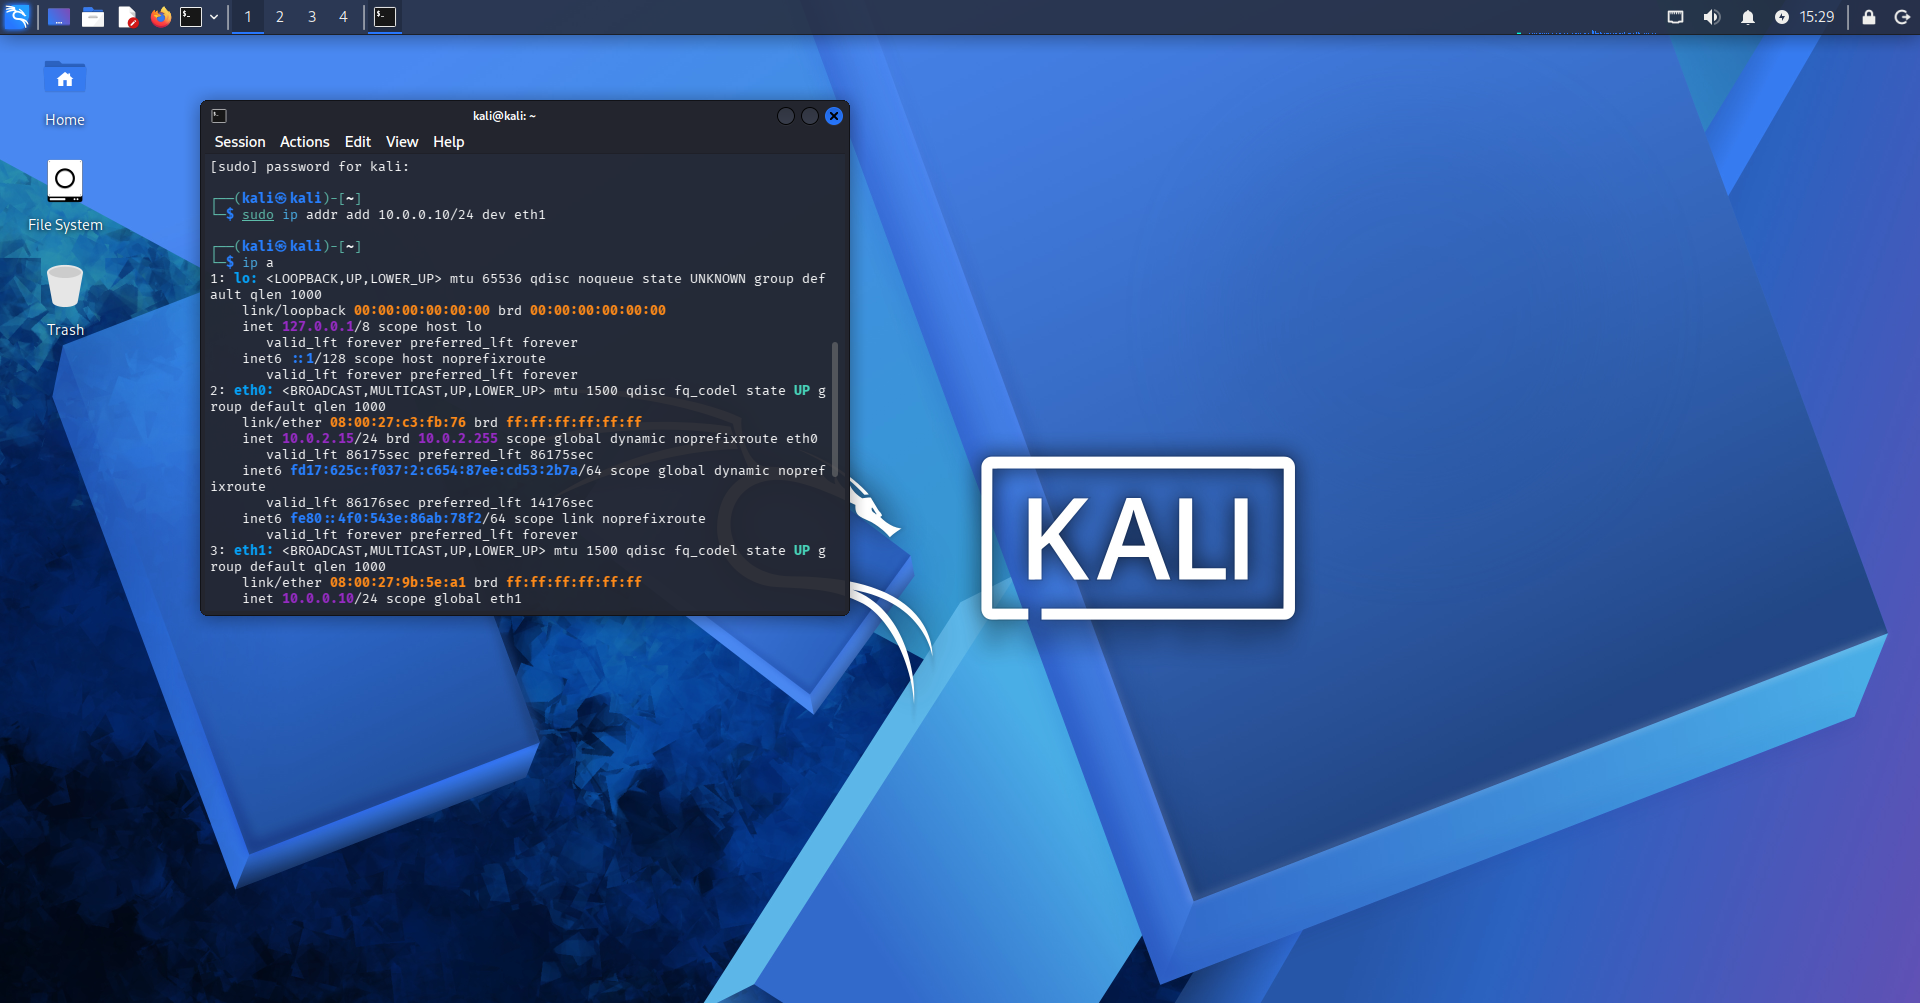 1 2 3 4 15:29
Home
File System
Trash
kali@kali: ~
Session Actions Edit View Help
[sudo] password for kali:
┌──(kali㉿kali)-[~]
└─$ sudo ip addr add 10.0.0.10/24 dev eth1
┌──(kali㉿kali)-[~]
└─$ ip a
1: lo: <LOOPBACK,UP,LOWER_UP> mtu 65536 qdisc noqueue state UNKNOWN group def
ault qlen 1000
    link/loopback 00:00:00:00:00:00 brd 00:00:00:00:00:00
    inet 127.0.0.1/8 scope host lo
       valid_lft forever preferred_lft forever
    inet6 ::1/128 scope host noprefixroute
       valid_lft forever preferred_lft forever
2: eth0: <BROADCAST,MULTICAST,UP,LOWER_UP> mtu 1500 qdisc fq_codel state UP g
roup default qlen 1000
    link/ether 08:00:27:c3:fb:76 brd ff:ff:ff:ff:ff:ff
    inet 10.0.2.15/24 brd 10.0.2.255 scope global dynamic noprefixroute eth0
       valid_lft 86175sec preferred_lft 86175sec
    inet6 fd17:625c:f037:2:c654:87ee:cd53:2b7a/64 scope global dynamic nopref
ixroute
       valid_lft 86176sec preferred_lft 14176sec
    inet6 fe80::4f0:543e:86ab:78f2/64 scope link noprefixroute
       valid_lft forever preferred_lft forever
3: eth1: <BROADCAST,MULTICAST,UP,LOWER_UP> mtu 1500 qdisc fq_codel state UP g
roup default qlen 1000
    link/ether 08:00:27:9b:5e:a1 brd ff:ff:ff:ff:ff:ff
    inet 10.0.0.10/24 scope global eth1
KALI